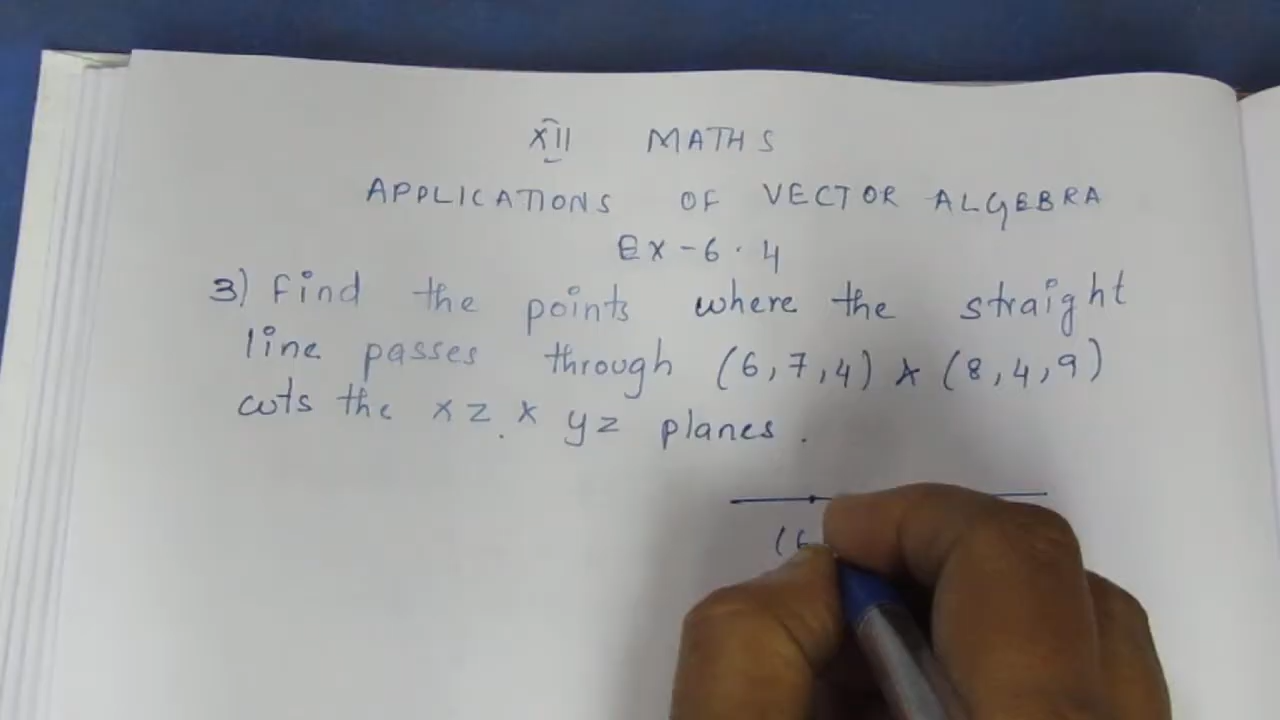 XII MATHS
APPLICATIONS OF VECTOR ALGEBRA
Ex-6.4
3) Find the points where the straight
line passes through (6,7,4) & (8,4,9)
cuts the xz & yz planes.
(6